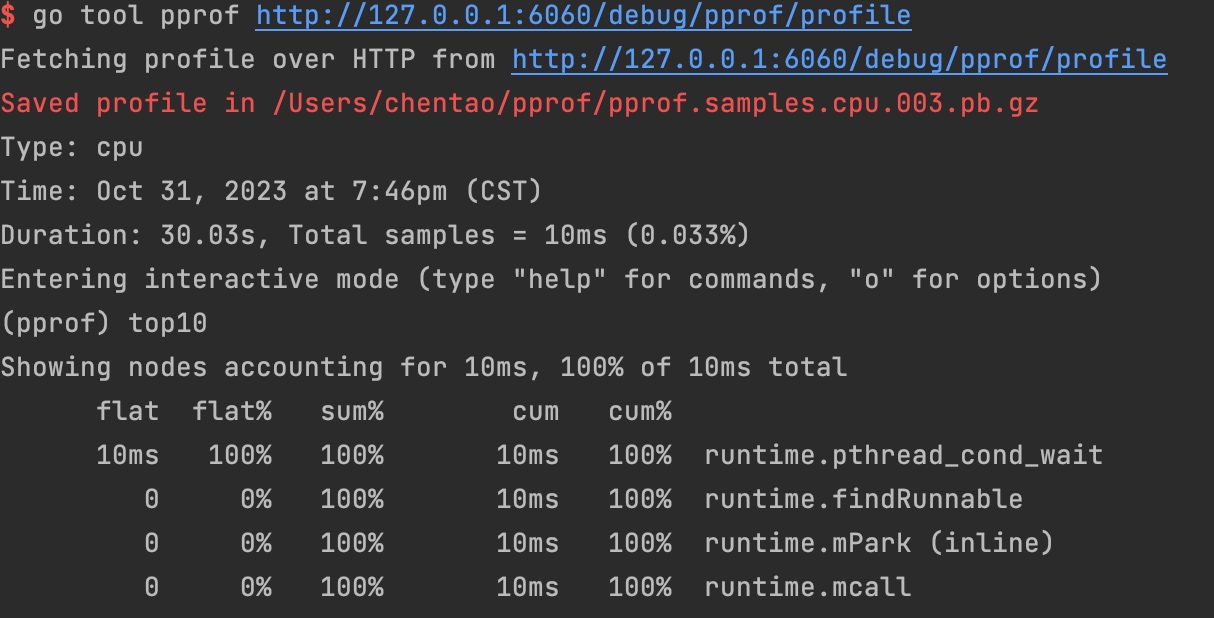 $ go tool pprof http://127.0.0.1:6060/debug/pprof/profile
Fetching profile over HTTP from http://127.0.0.1:6060/debug/pprof/profile
Saved profile in /Users/chentao/pprof/pprof.samples.cpu.003.pb.gz
Type: cpu
Time: Oct 31, 2023 at 7:46pm (CST)
Duration: 30.03s, Total samples = 10ms (0.033%)
Entering interactive mode (type "help" for commands, "o" for options)
(pprof) top10
Showing nodes accounting for 10ms, 100% of 10ms total
      flat  flat%   sum%        cum   cum%
      10ms   100%   100%       10ms   100%  runtime.pthread_cond_wait
         0     0%   100%       10ms   100%  runtime.findRunnable
         0     0%   100%       10ms   100%  runtime.mPark (inline)
         0     0%   100%       10ms   100%  runtime.mcall